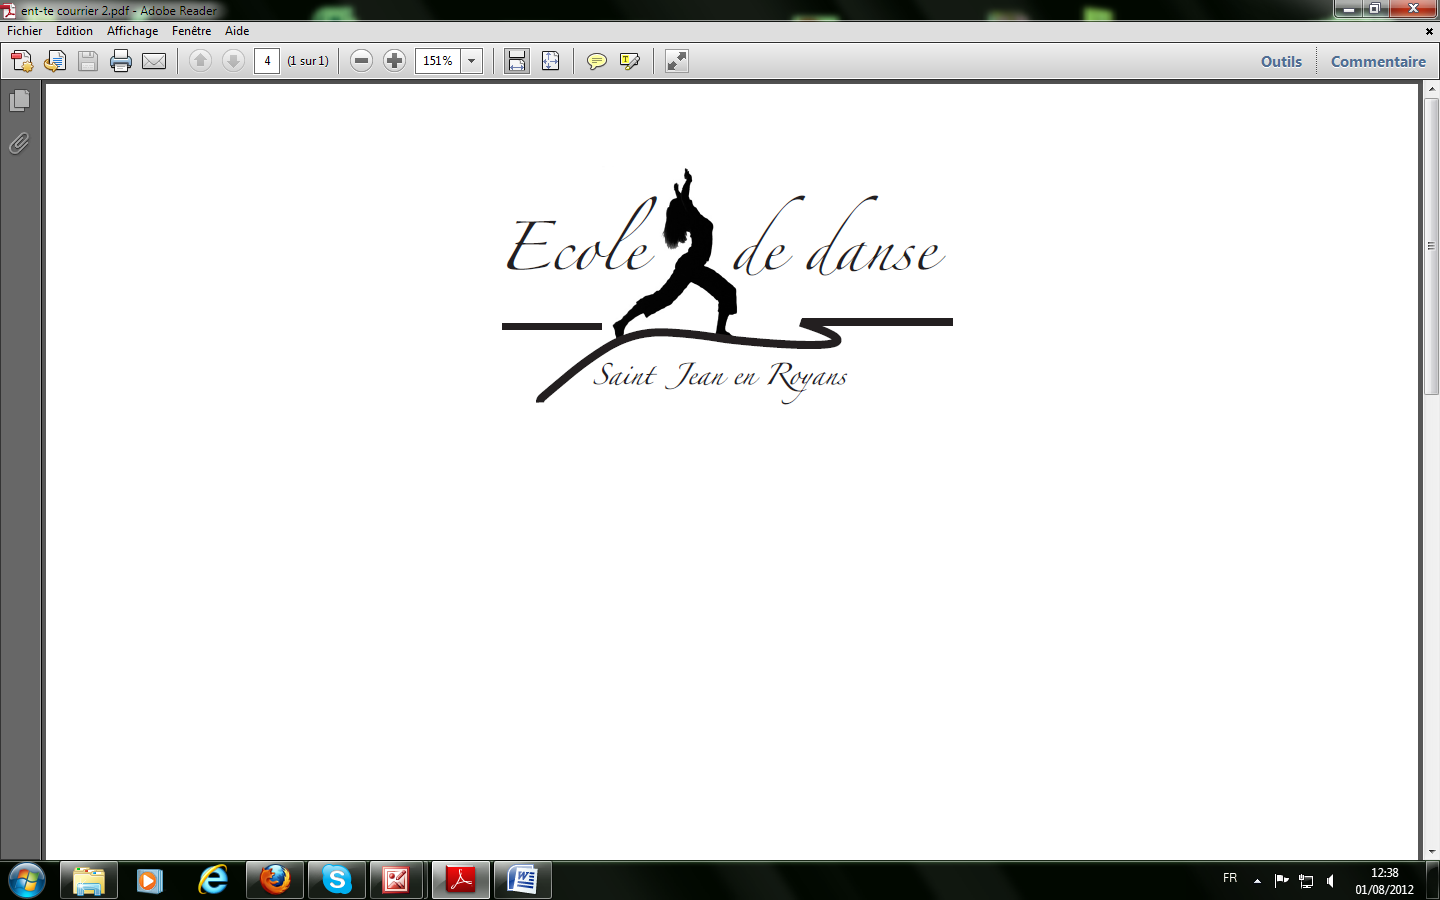 ent-te courrier 2.pdf - Adobe Reader
Fichier Edition Affichage Fenêtre Aide
4 (1 sur 1) 151% Outils Commentaire
Ecole de danse
Saint Jean en Royans
FR 12:38
01/08/2012